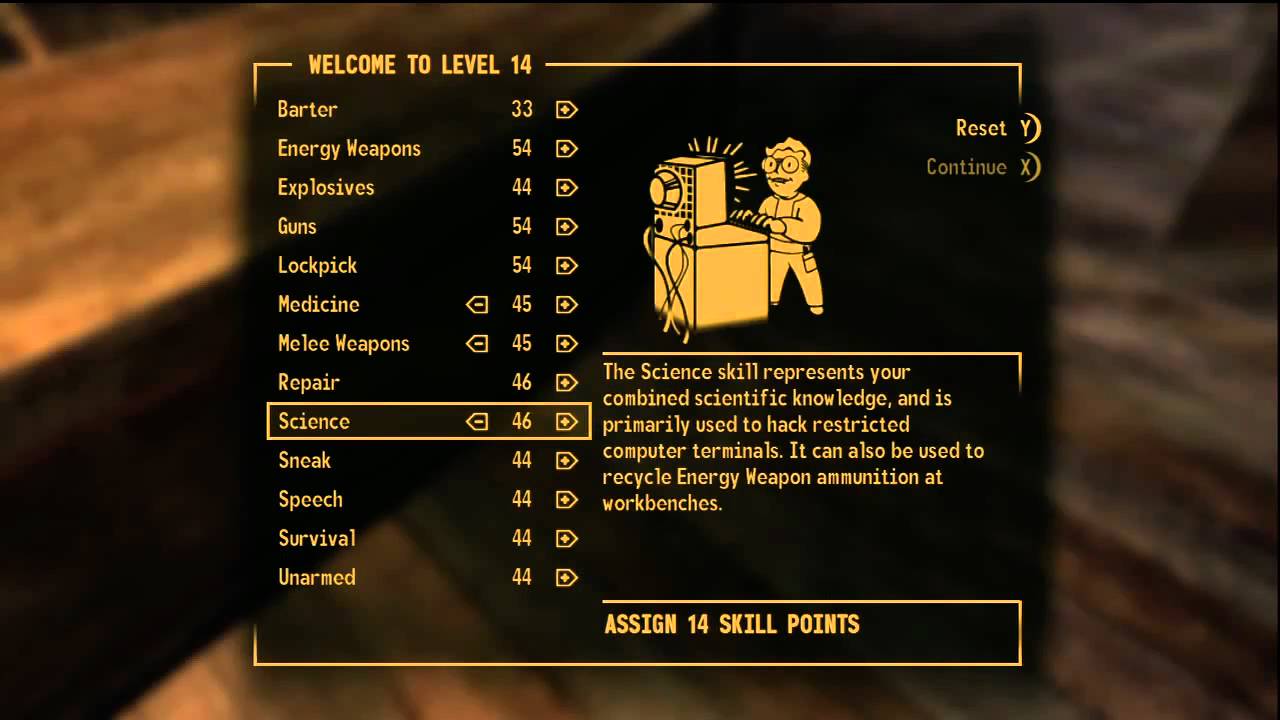 WELCOME TO LEVEL 14
Barter 33
Energy Weapons 54
Explosives 44
Guns 54
Lockpick 54
Medicine 45
Melee Weapons 45
Repair 46
Science 46
Sneak 44
Speech 44
Survival 44
Unarmed 44
Reset Y)
Continue X)
The Science skill represents your
combined scientific knowledge, and is
primarily used to hack restricted
computer terminals. It can also be used to
recycle Energy Weapon ammunition at
workbenches.
ASSIGN 14 SKILL POINTS